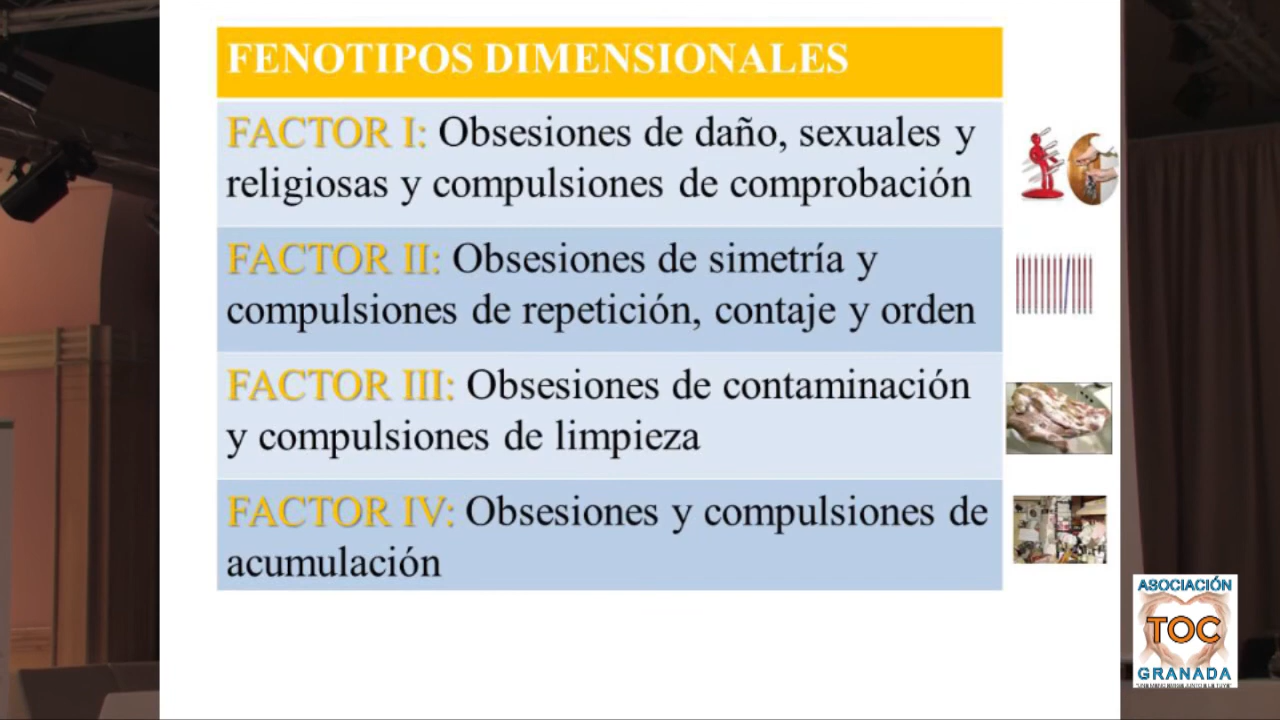 FENOTIPOS DIMENSIONALES
FACTOR I: Obsesiones de daño, sexuales y
religiosas y compulsiones de comprobación
FACTOR II: Obsesiones de simetría y
compulsiones de repetición, contaje y orden
FACTOR III: Obsesiones de contaminación
y compulsiones de limpieza
FACTOR IV: Obsesiones y compulsiones de
acumulación
ASOCIACIÓN
TOC
GRANADA